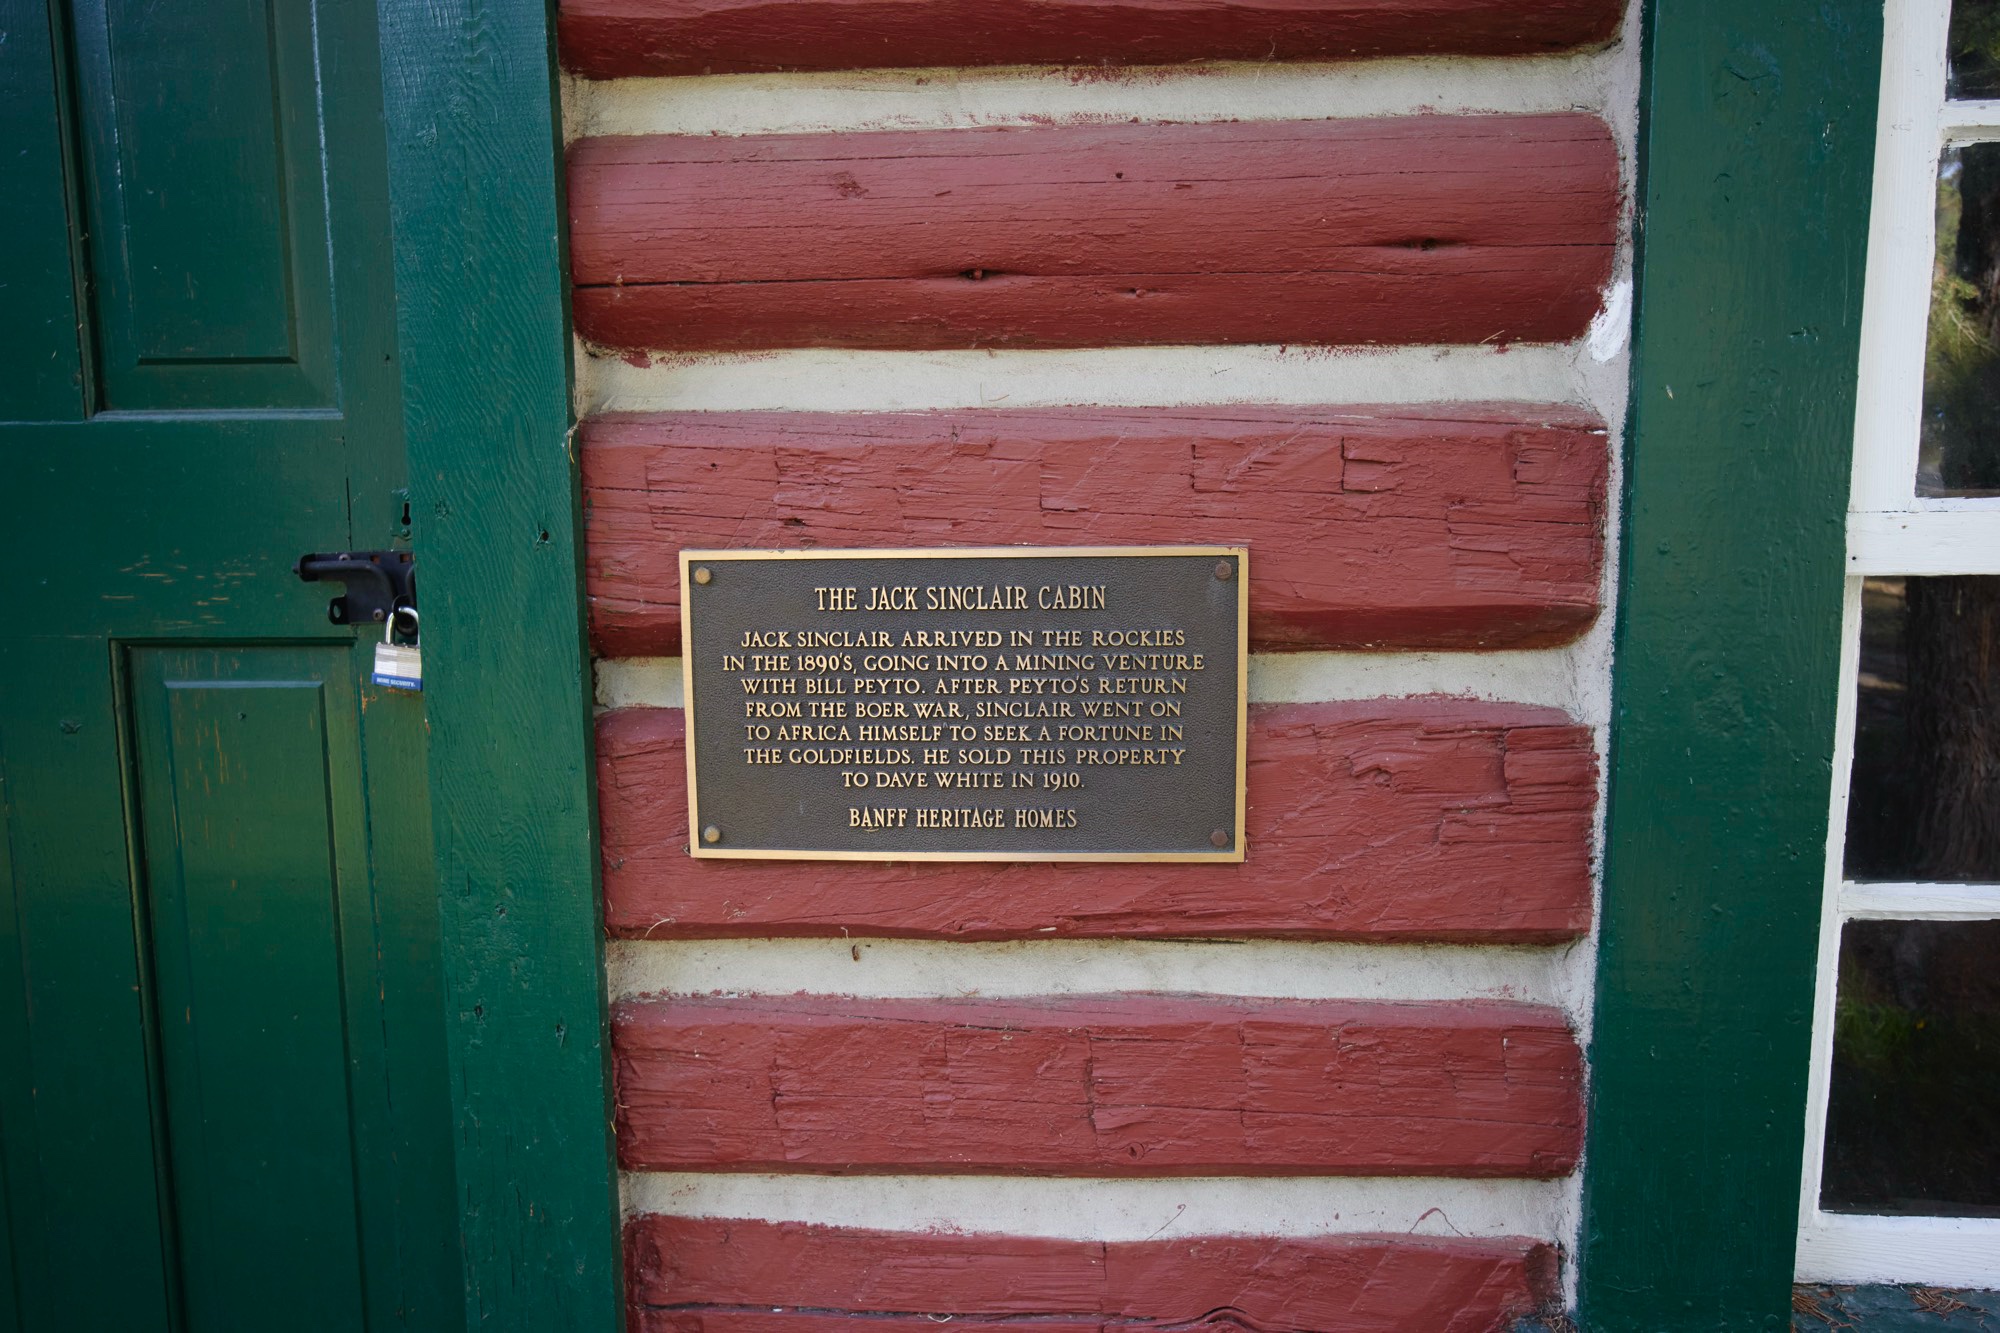 THE JACK SINCLAIR CABIN
JACK SINCLAIR ARRIVED IN THE ROCKIES
IN THE 1890'S, GOING INTO A MINING VENTURE
WITH BILL PEYTO. AFTER PEYTO'S RETURN
FROM THE BOER WAR, SINCLAIR WENT ON
TO AFRICA HIMSELF TO SEEK A FORTUNE IN
THE GOLDFIELDS. HE SOLD THIS PROPERTY
TO DAVE WHITE IN 1910.
BANFF HERITAGE HOMES